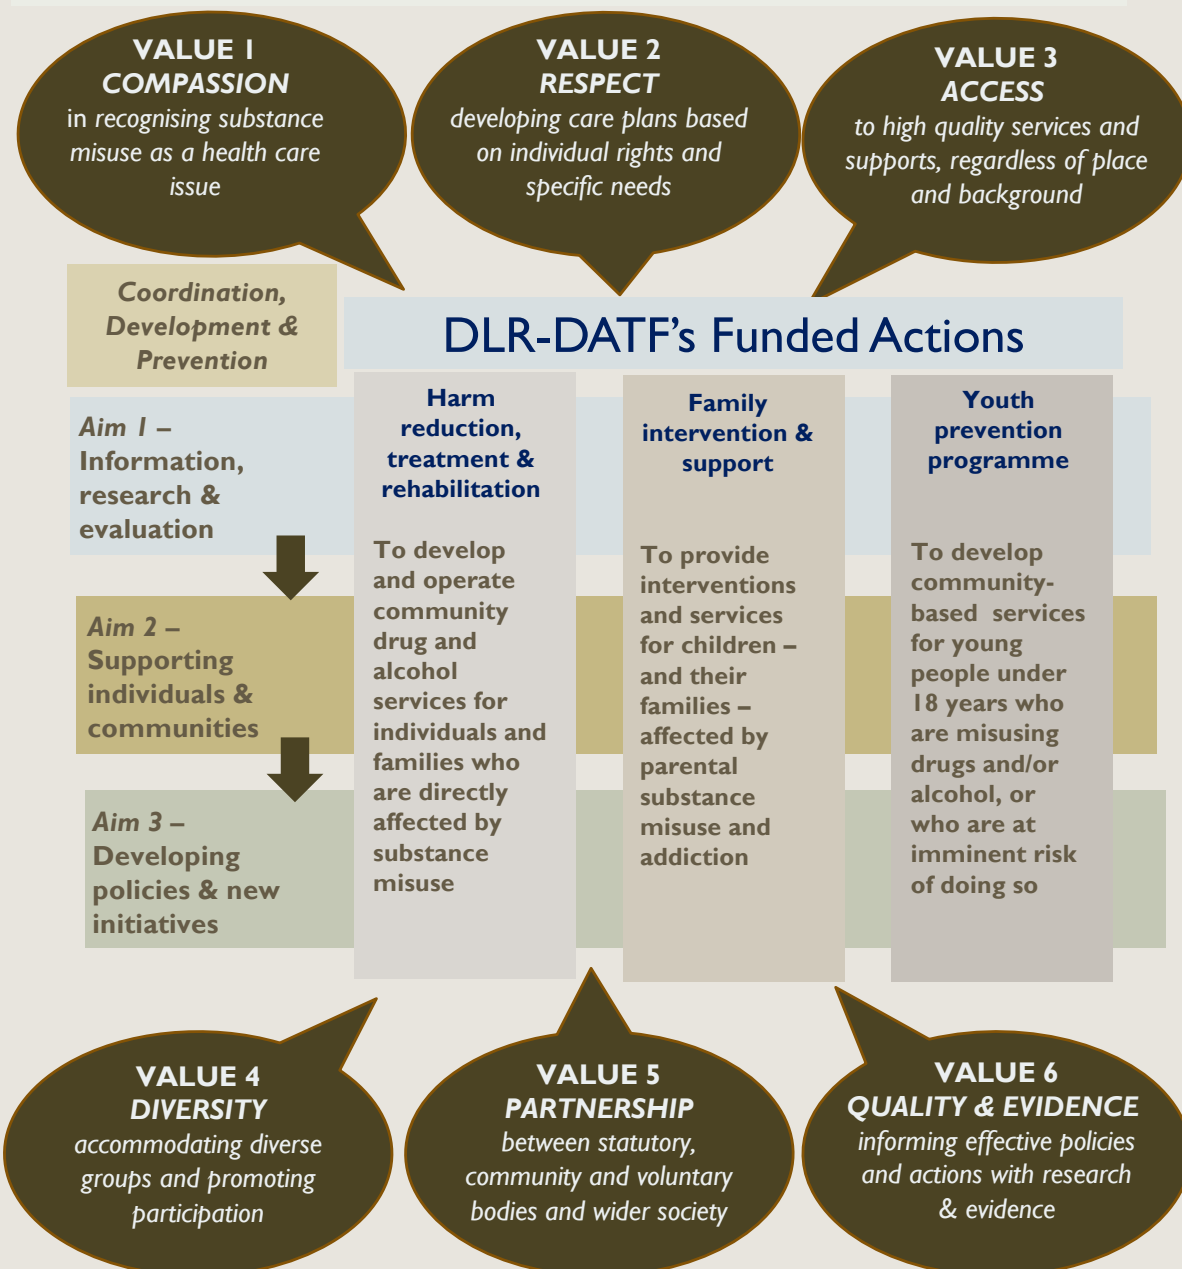 VALUE 1
COMPASSION
in recognising substance
misuse as a health care
issue
VALUE 2
RESPECT
developing care plans based
on individual rights and
specific needs
VALUE 3
ACCESS
to high quality services and
supports, regardless of place
and background
Coordination,
Development &
Prevention
DLR-DATF's Funded Actions
Aim 1 –
Information,
research &
evaluation
Aim 2 –
Supporting
individuals &
communities
Aim 3 –
Developing
policies & new
initiatives
Harm
reduction,
treatment &
rehabilitation
To develop
and operate
community
drug and
alcohol
services for
individuals and
families who
are directly
affected by
substance
misuse
Family
intervention &
support
To provide
interventions
and services
for children –
and their
families –
affected by
parental
substance
misuse and
addiction
Youth
prevention
programme
To develop
community-
based services
for young
people under
18 years who
are misusing
drugs and/or
alcohol, or
who are at
imminent risk
of doing so
VALUE 4
DIVERSITY
accommodating diverse
groups and promoting
participation
VALUE 5
PARTNERSHIP
between statutory,
community and voluntary
bodies and wider society
VALUE 6
QUALITY & EVIDENCE
informing effective policies
and actions with research
& evidence